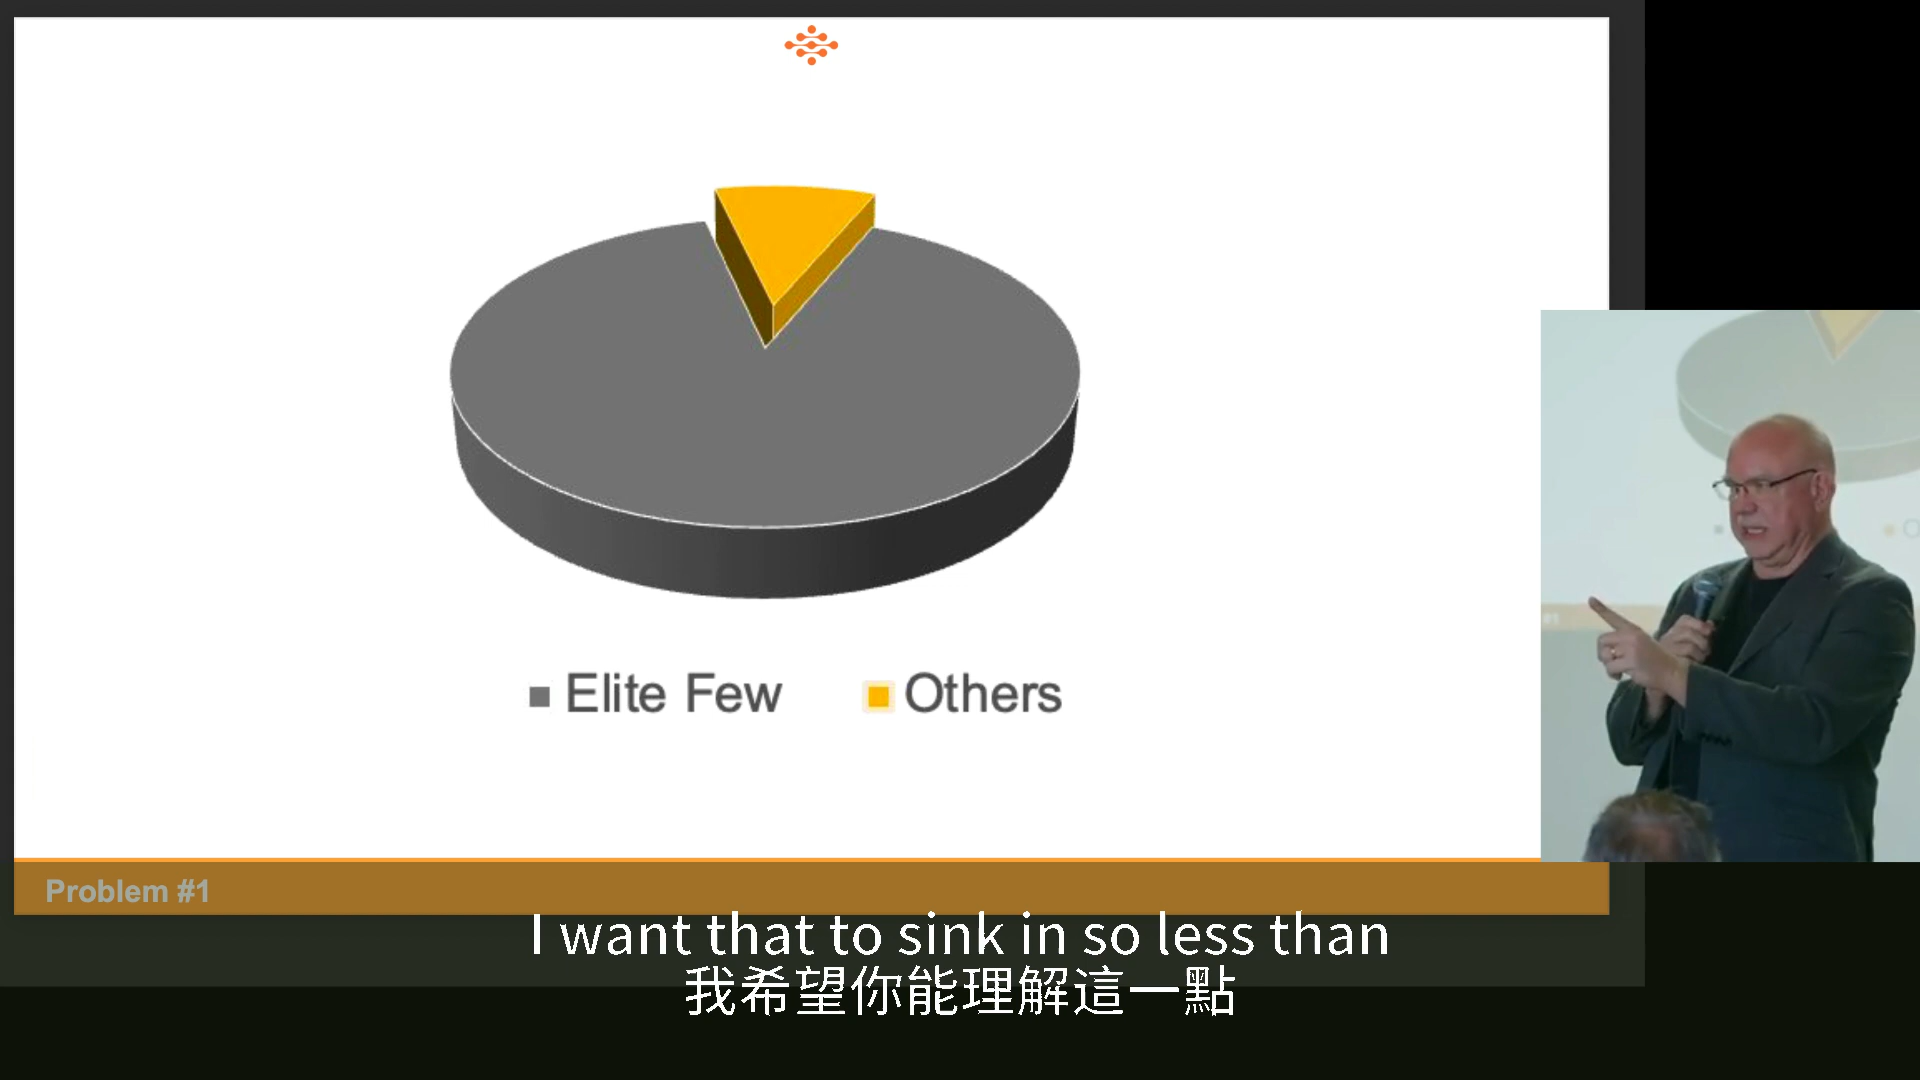 Elite Few
Others
Problem #1
I want that to sink in so less than
我希望你能理解這一點